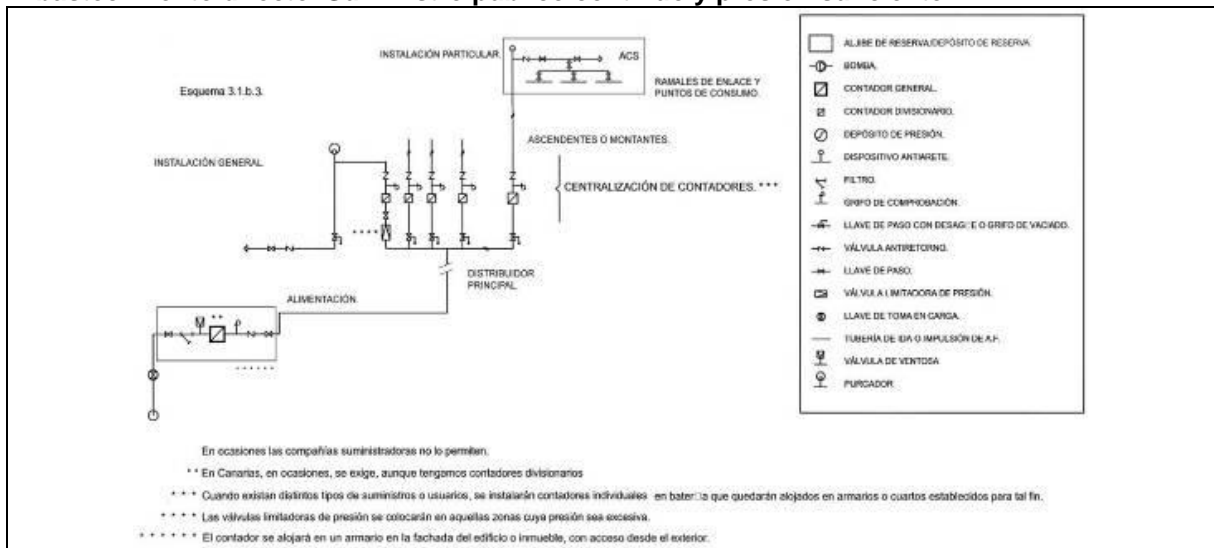 INSTALACIÓN PARTICULAR.
ACS
RAMALES DE ENLACE Y
PUNTOS DE CONSUMO.
Esquema 3.1.b.3.
ASCENDENTES O MONTANTES.
INSTALACIÓN GENERAL.
CENTRALIZACIÓN DE CONTADORES. * * *
* * * *
DISTRIBUIDOR
PRINCIPAL.
ALIMENTACIÓN.
* *
* * * * * *
ALJIBE DE RESERVA/DEPÓSITO DE RESERVA.
BOMBA.
CONTADOR GENERAL.
CONTADOR DIVISIONARIO.
DEPÓSITO DE PRESIÓN.
DISPOSITIVO ANTIARETE.
FILTRO.
GRIFO DE COMPROBACIÓN.
LLAVE DE PASO CON DESAG□E O GRIFO DE VACIADO.
VÁLVULA ANTIRETORNO.
LLAVE DE PASO.
VÁLVULA LIMITADORA DE PRESIÓN.
LLAVE DE TOMA EN CARGA.
TUBERÍA DE IDA O IMPULSIÓN DE A.F.
VÁLVULA DE VENTOSA
PURGADOR
En ocasiones las compañías suministradoras no lo permiten.
* * En Canarias, en ocasiones, se exige, aunque tengamos contadores divisionarios
* * * Cuando existan distintos tipos de suministros o usuarios, se instalarán contadores individuales en bater□a que quedarán alojados en armarios o cuartos establecidos para tal fin.
* * * * Las válvulas limitadoras de presión se colocarán en aquellas zonas cuya presión sea excesiva.
* * * * * * El contador se alojará en un armario en la fachada del edificio o inmueble, con acceso desde el exterior.